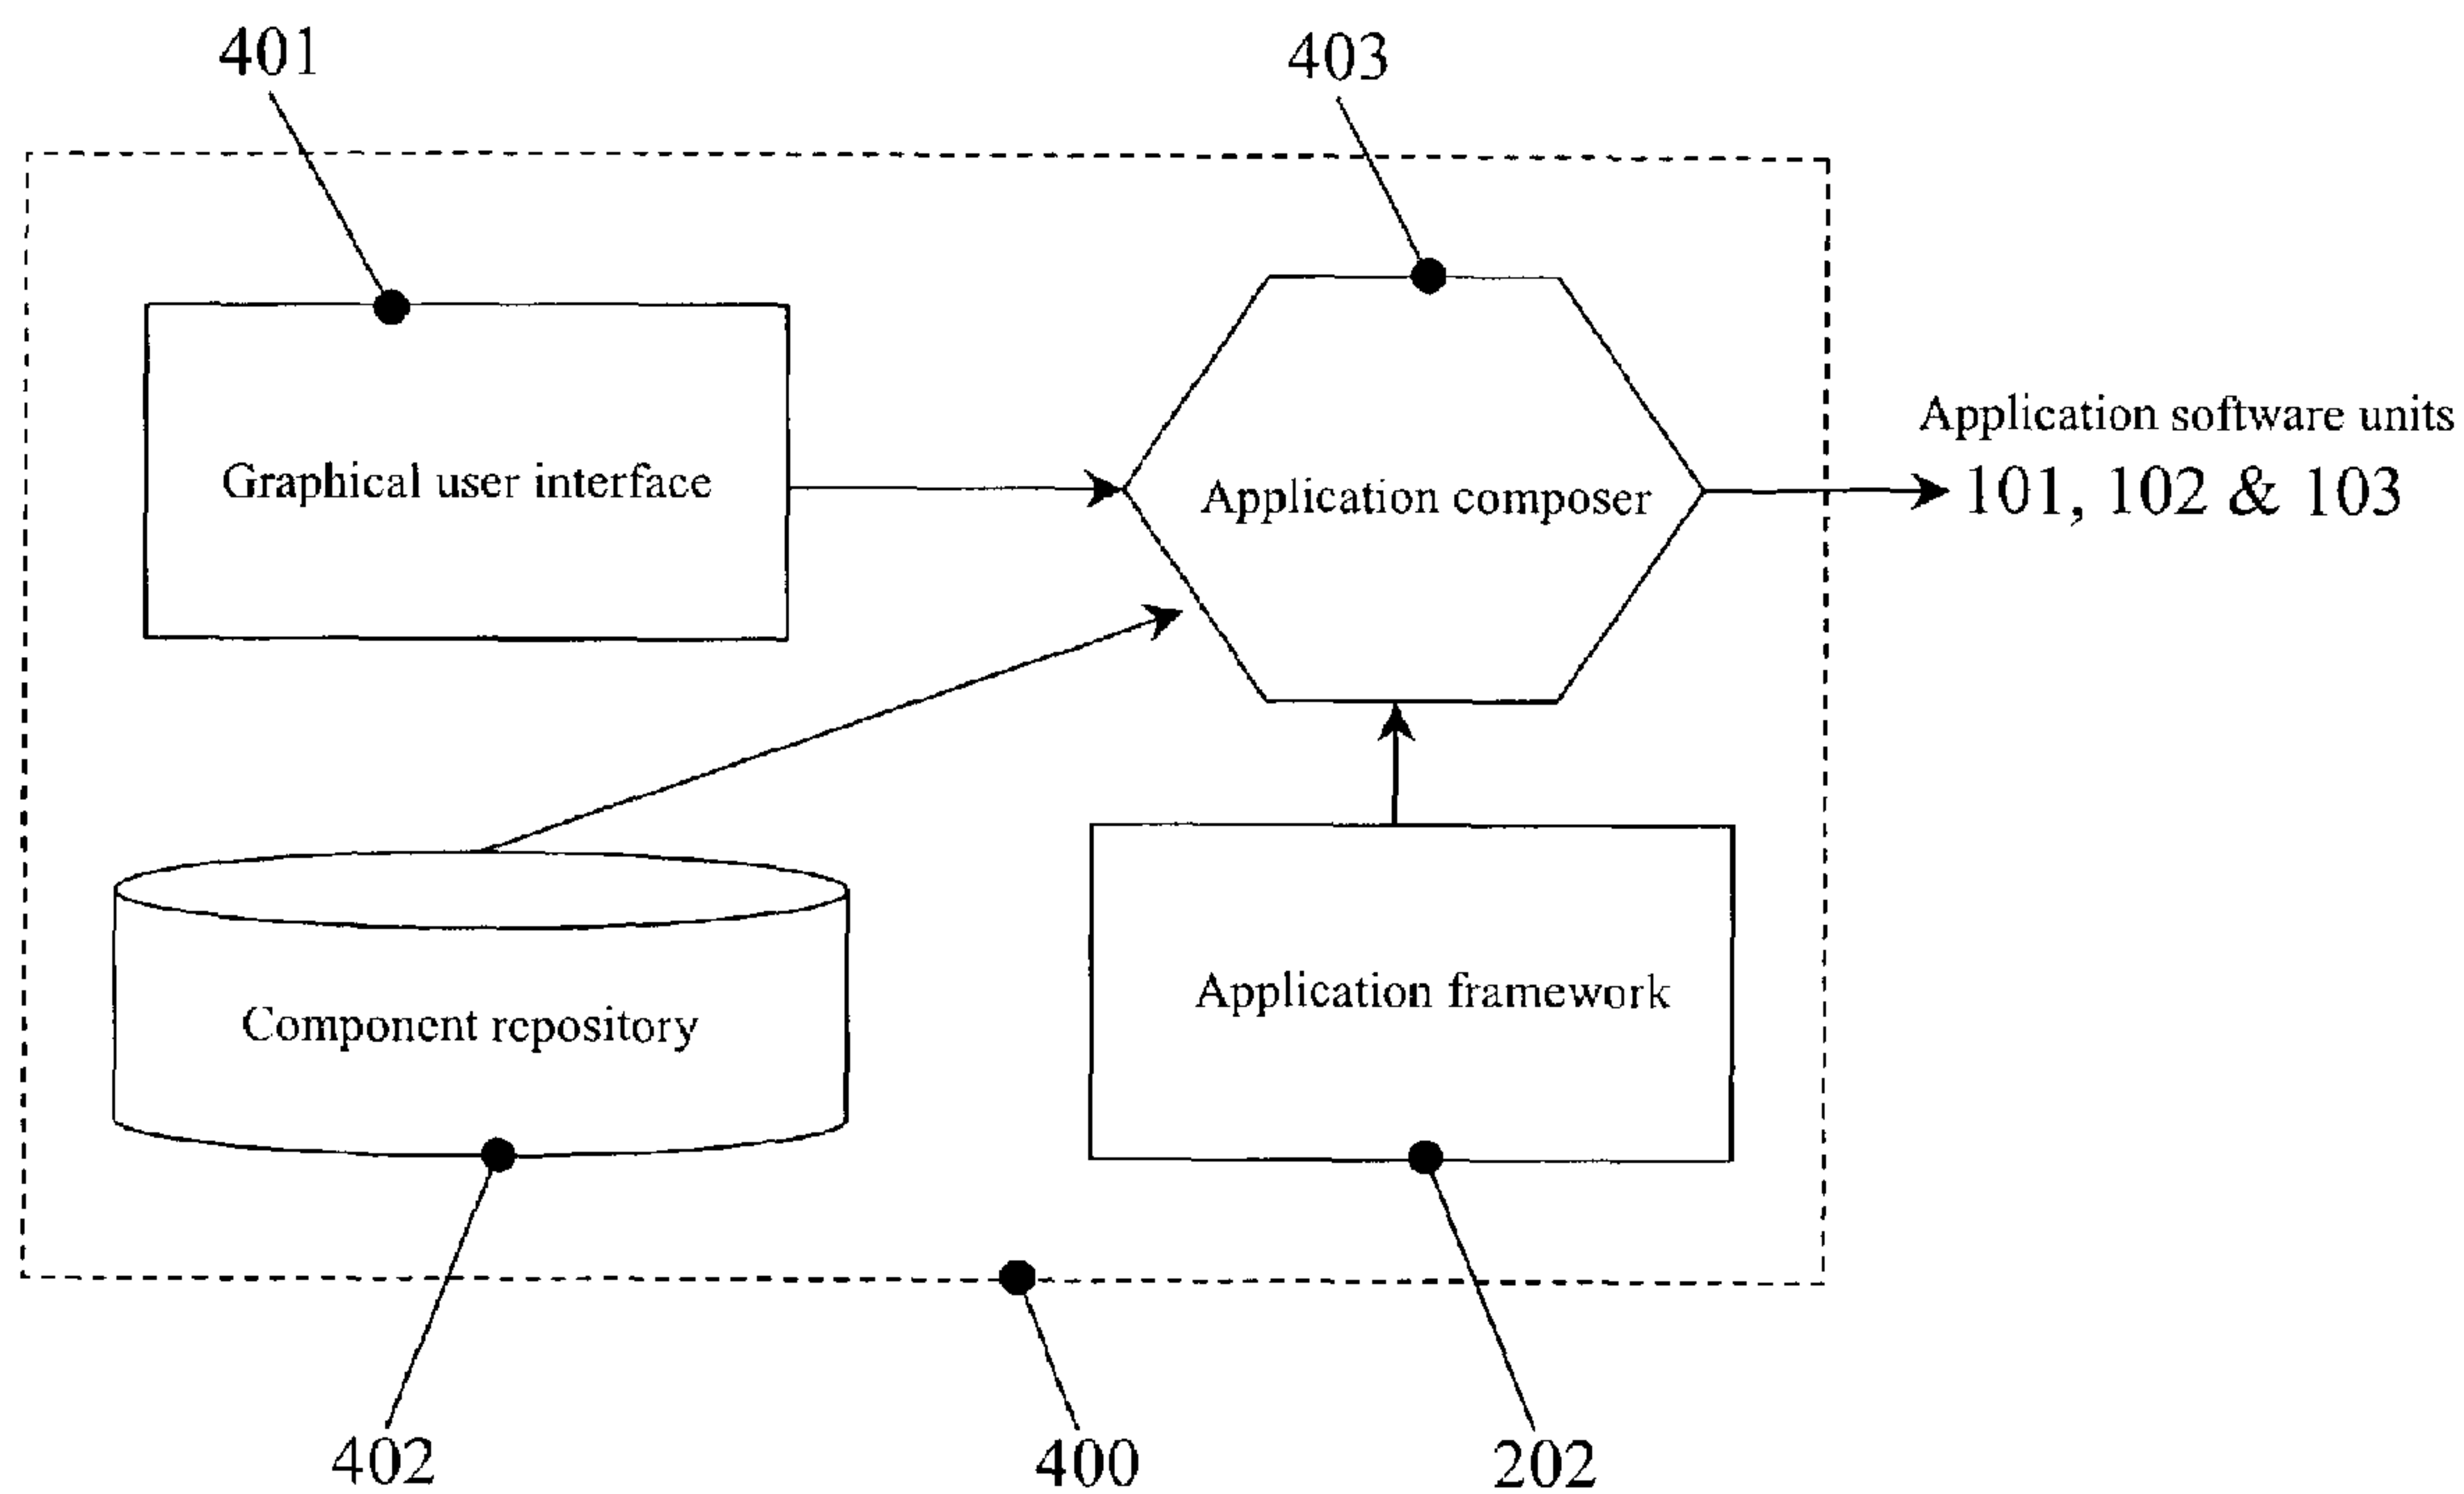 401
403
Application software units
101, 102 & 103
Graphical user interface
Application composer
Application framework
Component repository
402
400
202